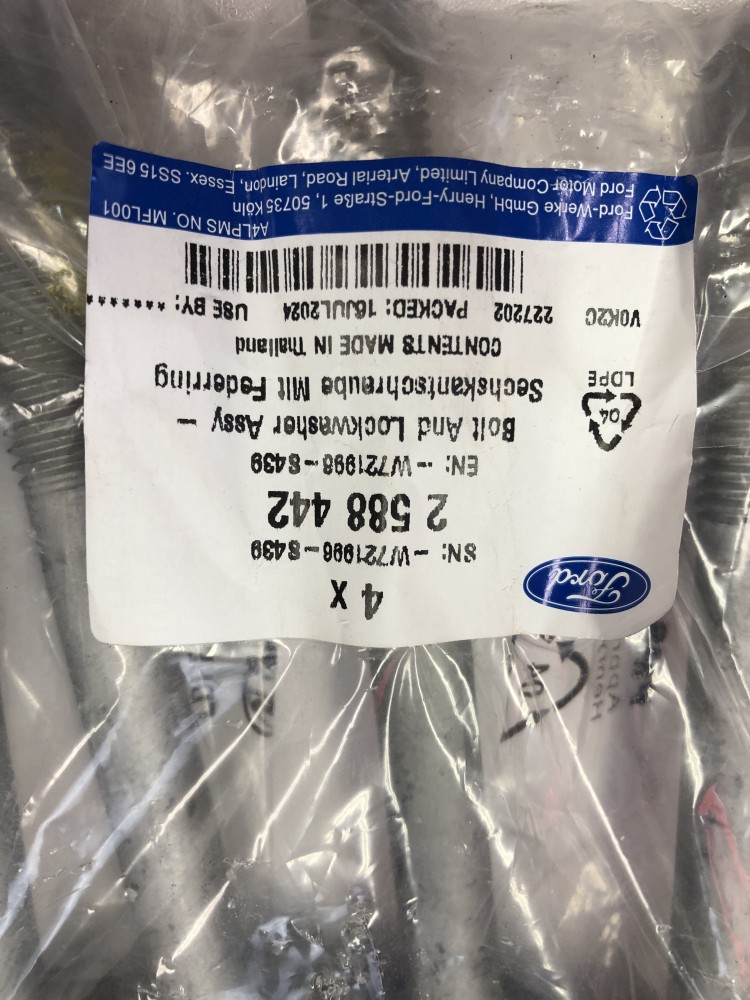 Ford
4 x
SN: -W721996-S439
2 588 442
EN: -W721996-S439
Bolt And Lockwasher Assy -
Sechskantschraube Mit Federring
04
LDPE
CONTENTS MADE IN Thailand
V0K2C 227202 PACKED: 16JUL2024 USE BY: *******
Ford-Werke GmbH, Henry-Ford-Straße 1, 50735 Köln
Ford Motor Company Limited, Arterial Road, Laindon, Essex. SS15 6EE
A4LPMS NO. MFL001